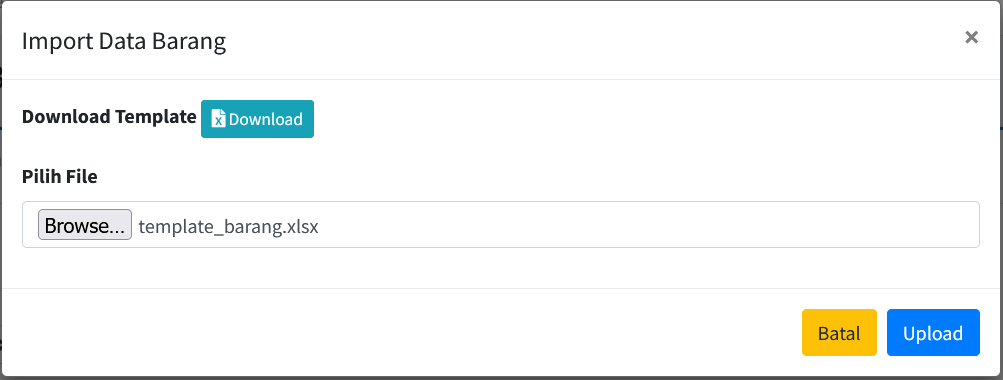 Import Data Barang ×
Download Template Download
Pilih File
Browse... template_barang.xlsx
Batal Upload